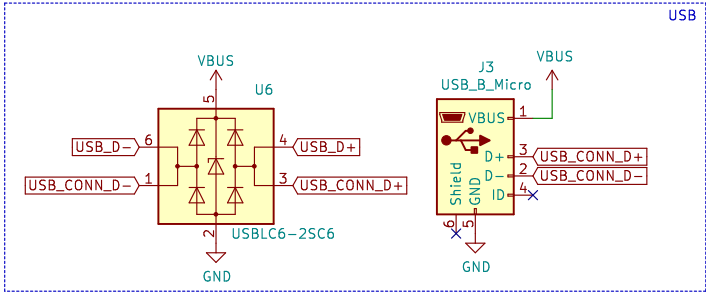 USB
VBUS
U6
5
USB_D-
6
4
USB_D+
USB_CONN_D-
1
3
USB_CONN_D+
2
USBLC6-2SC6
GND
J3
USB_B_Micro
VBUS
VBUS
1
D+
3
USB_CONN_D+
D-
2
USB_CONN_D-
ID
4
Shield
GND
6
5
GND